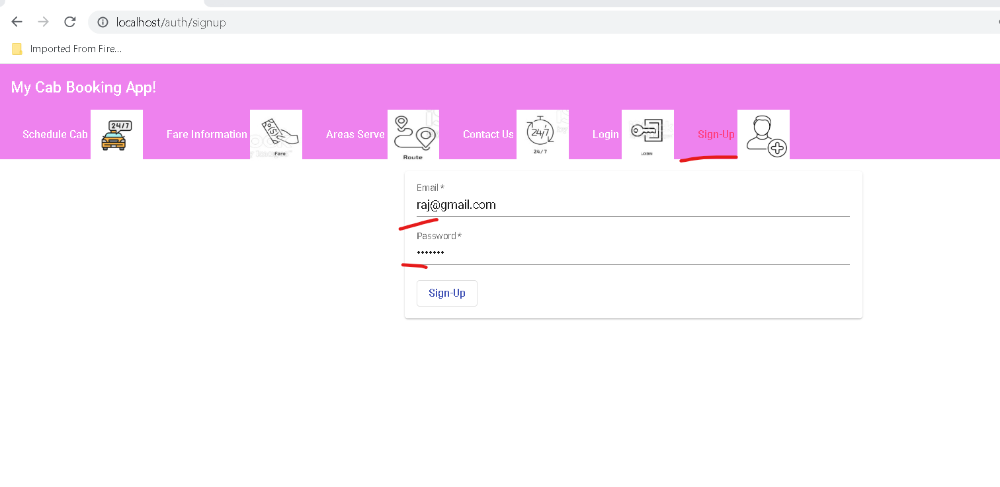 localhost/auth/signup
Imported From Fire...
My Cab Booking App!
Schedule Cab 24/7 Fare Information Fare Areas Serve Route Contact Us 24/7 24/7 Login LOGIN Sign-Up
Email *
raj@gmail.com
Password *
•••••••
Sign-Up